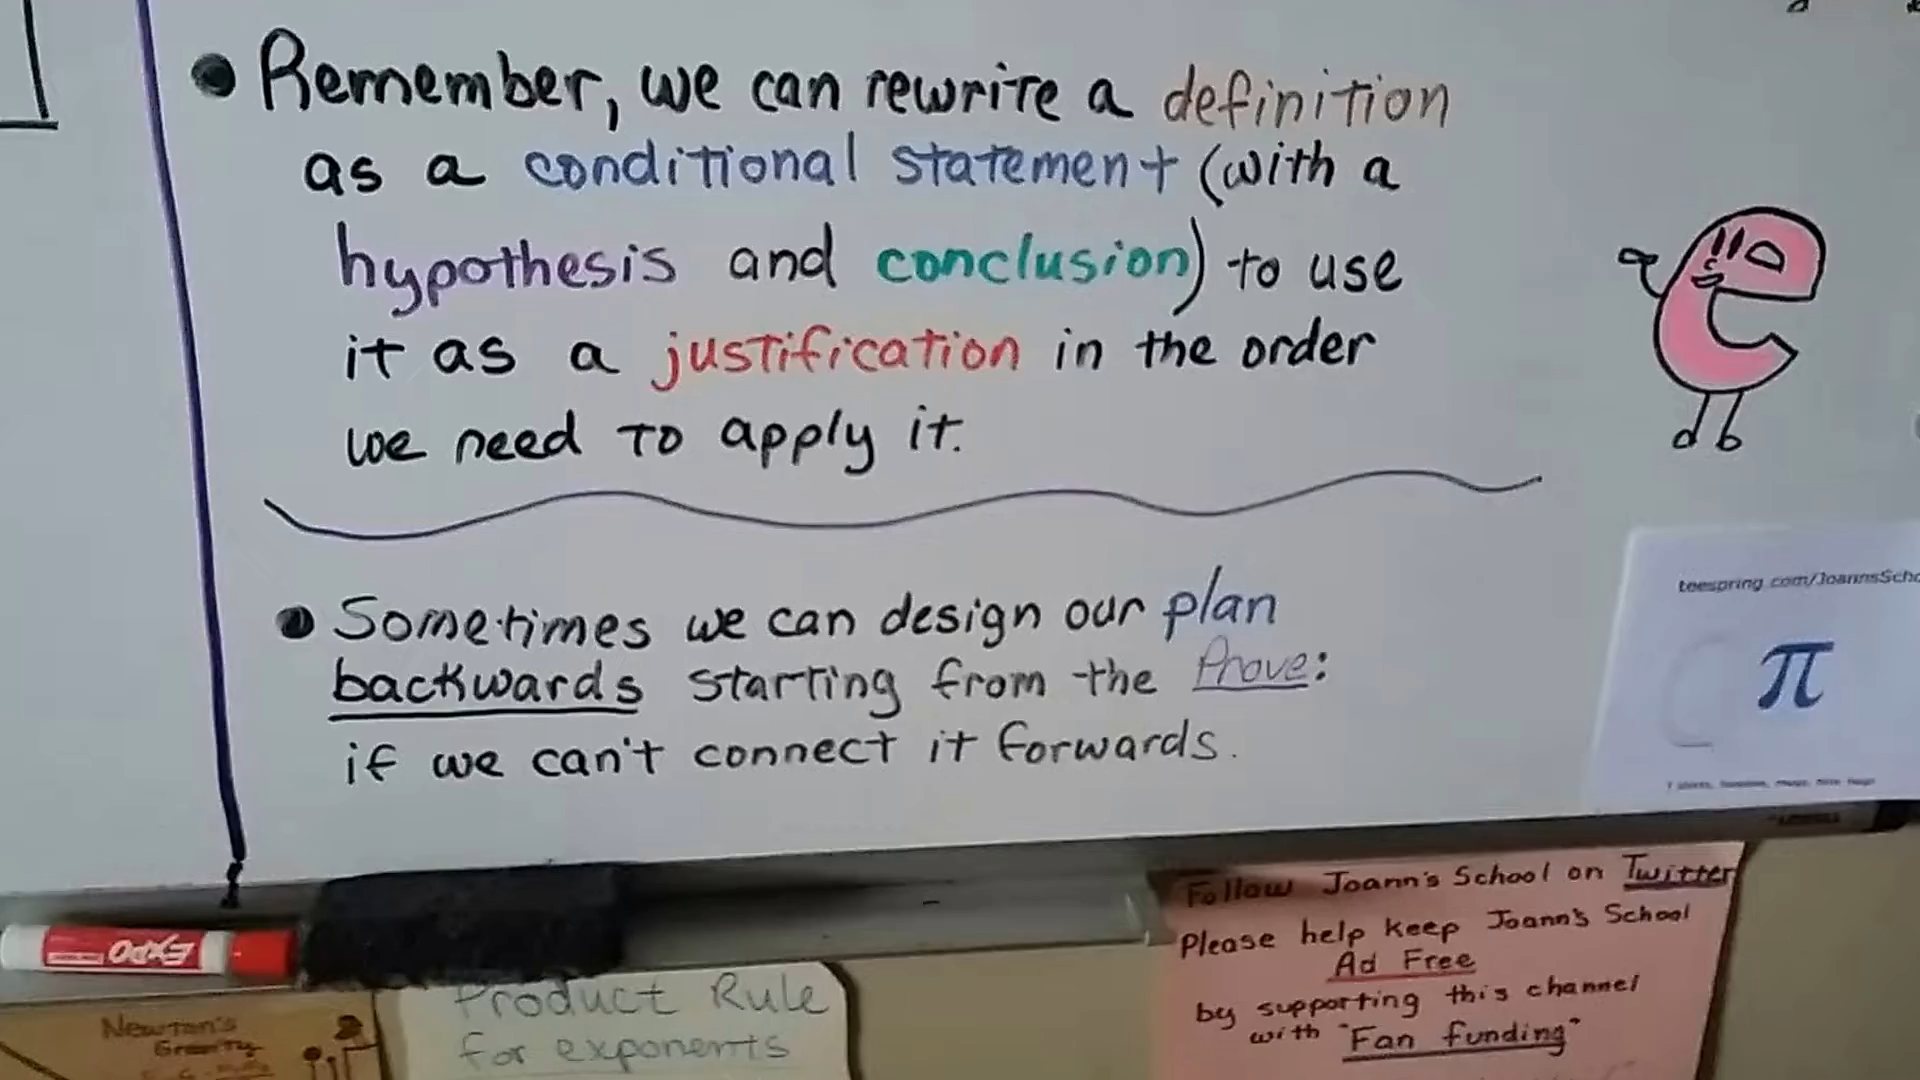 Remember, we can rewrite a definition
as a conditional statement (with a
hypothesis and conclusion) to use
it as a justification in the order
we need to apply it.
Sometimes we can design our plan
backwards starting from the Prove:
if we can't connect it forwards.
teespring.com/JoannsScho
π
EXPO
Follow Joann's School on Twitter
Please help keep Joann's School
Ad Free
by supporting this channel
with "Fan funding"
Product Rule
for exponents
Newton's
Gravity